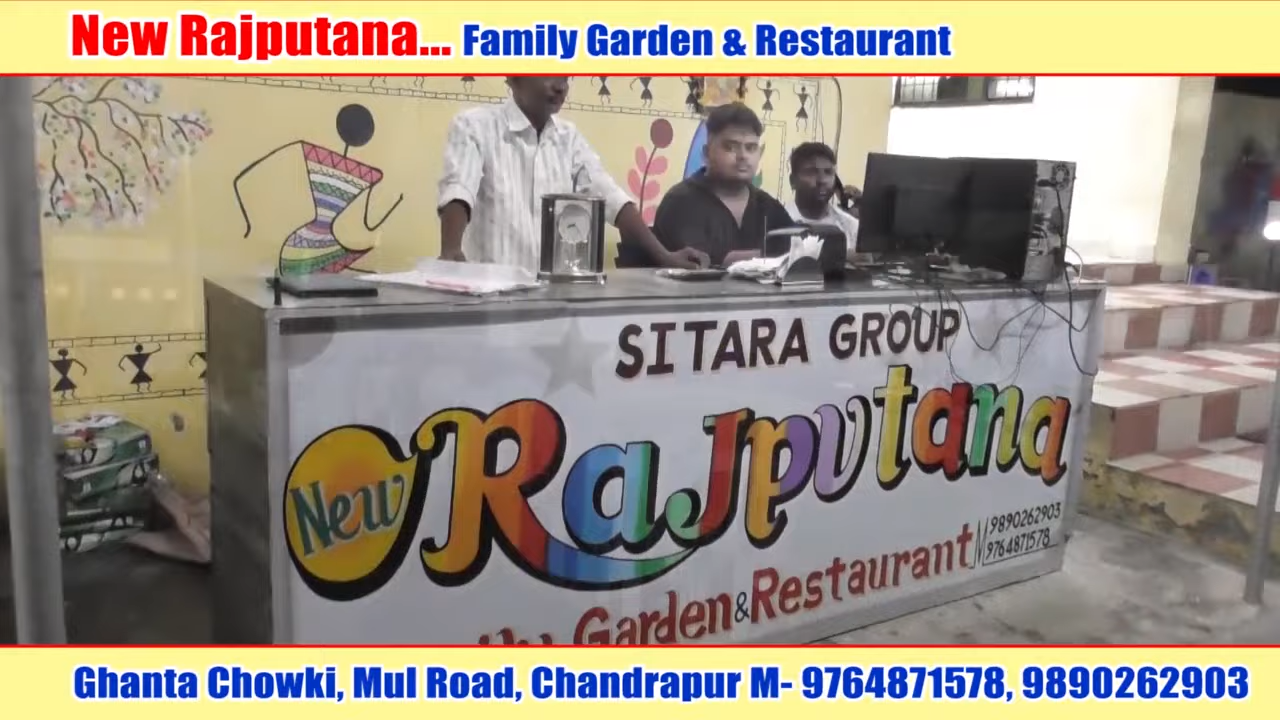 New Rajputana... Family Garden & Restaurant
SITARA GROUP
New Rajputana
Garden & Restaurant
M 9890262903
9764871578
Ghanta Chowki, Mul Road, Chandrapur M- 9764871578, 9890262903